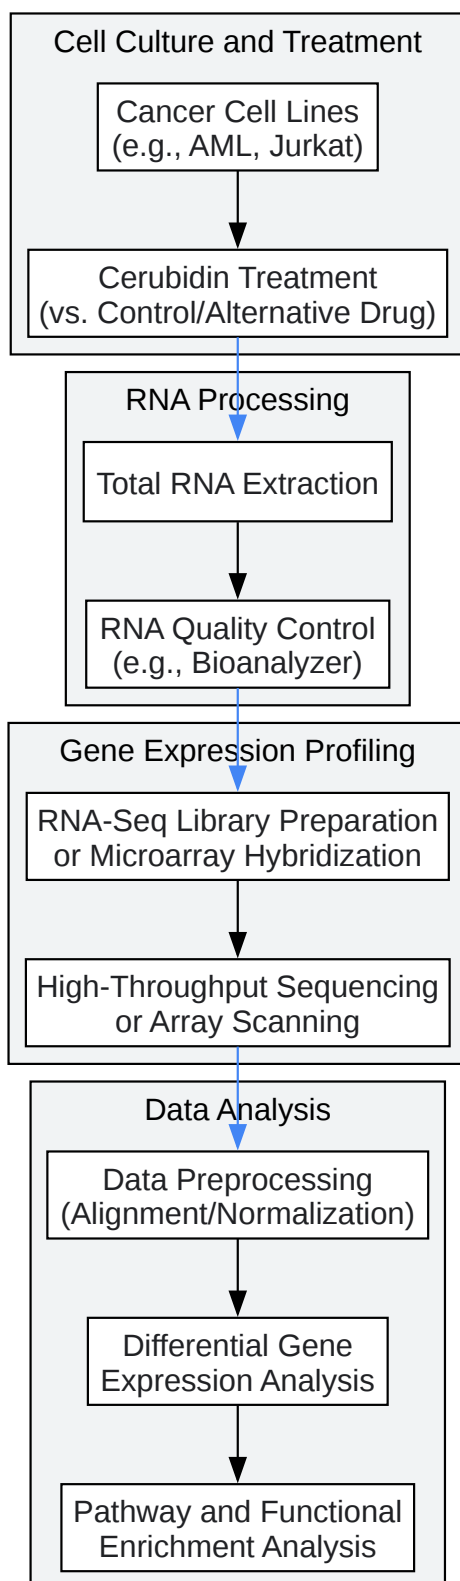 Cell Culture and Treatment
Cancer Cell Lines
(e.g., AML, Jurkat)
Cerubidin Treatment
(vs. Control/Alternative Drug)
RNA Processing
Total RNA Extraction
RNA Quality Control
(e.g., Bioanalyzer)
Gene Expression Profiling
RNA-Seq Library Preparation
or Microarray Hybridization
High-Throughput Sequencing
or Array Scanning
Data Analysis
Data Preprocessing
(Alignment/Normalization)
Differential Gene
Expression Analysis
Pathway and Functional
Enrichment Analysis